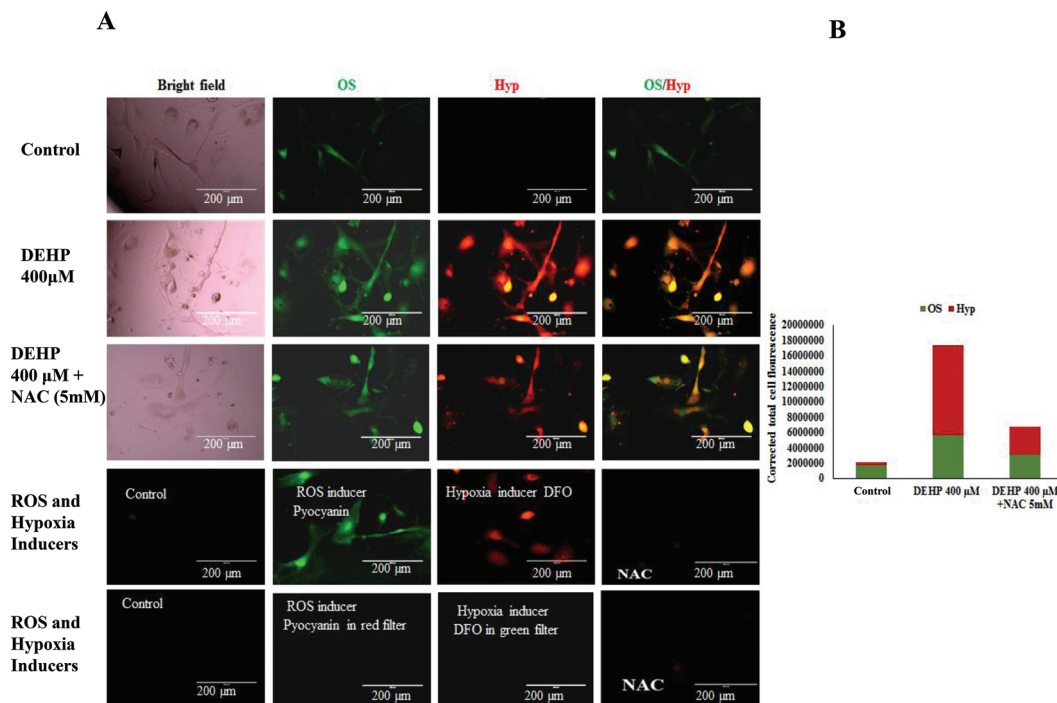 A
B
Bright field
OS
Hyp
OS/Hyp
Control
200 μm
200 μm
200 μm
200 μm
DEHP
400μM
200 μm
200 μm
200 μm
200 μm
DEHP
400 μM +
NAC (5mM)
200 μm
200 μm
200 μm
200 μm
ROS and
Hypoxia
Inducers
Control
200 μm
ROS inducer
Pyocyanin
200 μm
Hypoxia inducer DFO
200 μm
NAC
200 μm
ROS and
Hypoxia
Inducers
Control
200 μm
ROS inducer
Pyocyanin in red filter
200 μm
Hypoxia inducer
DFO in green filter
200 μm
NAC
200 μm
OS
Hyp
Corrected total cell flourescence
20000000
18000000
16000000
14000000
12000000
10000000
8000000
6000000
4000000
2000000
0
Control
DEHP 400 μM
DEHP 400 μM
+NAC 5mM